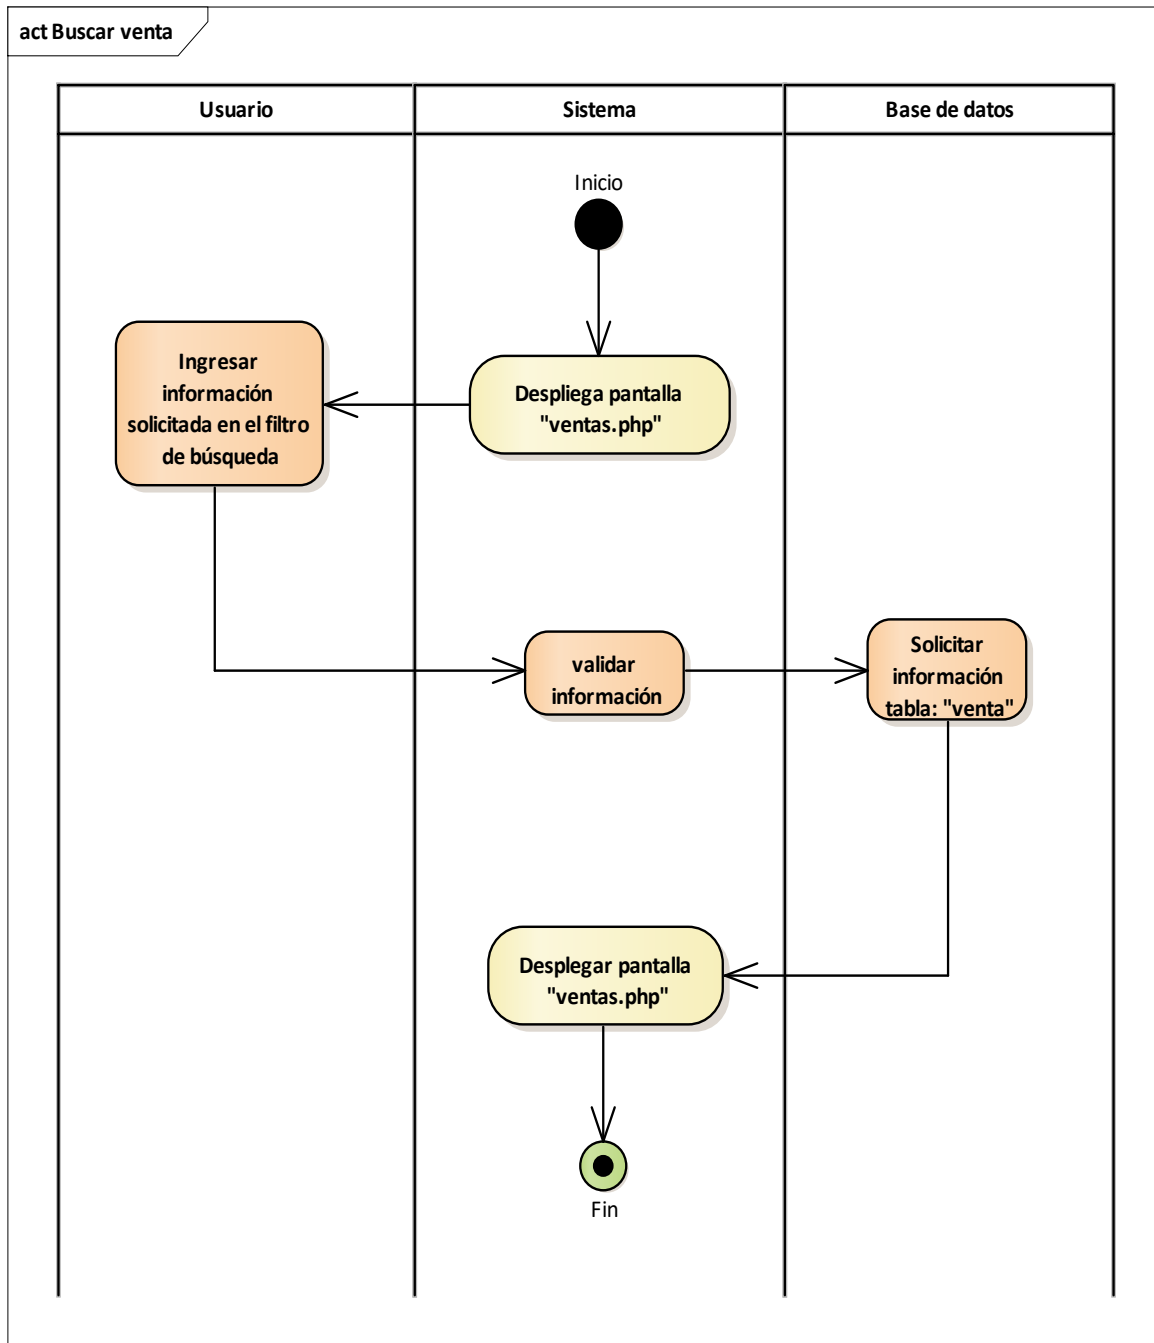 act Buscar venta
Usuario
Sistema
Base de datos
Inicio
Despliega pantalla
"ventas.php"
Ingresar
información
solicitada en el filtro
de búsqueda
validar
información
Solicitar
información
tabla: "venta"
Desplegar pantalla
"ventas.php"
Fin